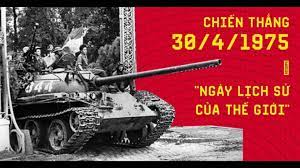 CHIẾN THẮNG
30/4/1975
"NGÀY LỊCH SỬ
CỦA THẾ GIỚI"
844